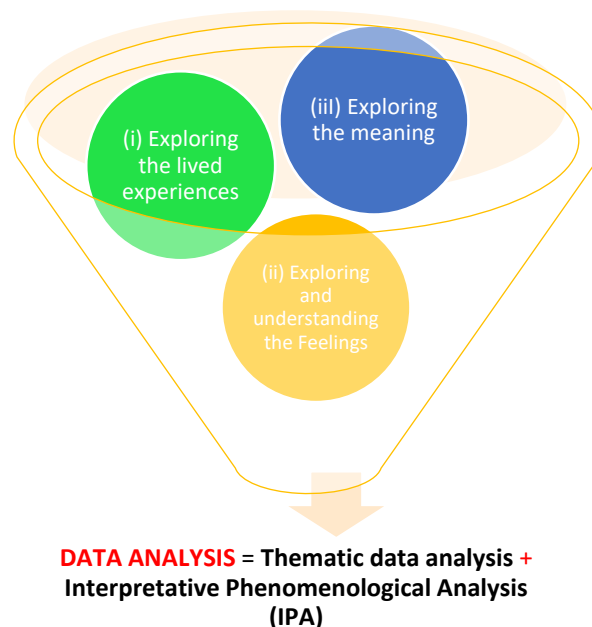 (i) Exploring
the lived
experiences
(iiI) Exploring
the meaning
(ii) Exploring
and
understanding
the Feelings
DATA ANALYSIS = Thematic data analysis +
Interpretative Phenomenological Analysis
(IPA)